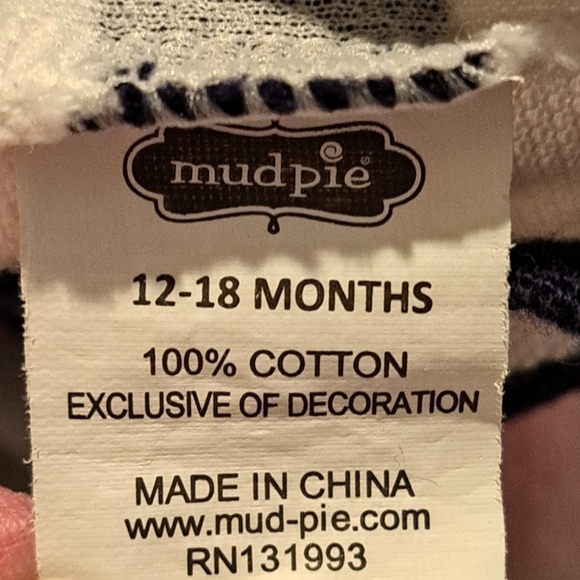 mudpie®
12-18 MONTHS
100% COTTON
EXCLUSIVE OF DECORATION
MADE IN CHINA
www.mud-pie.com
RN131993